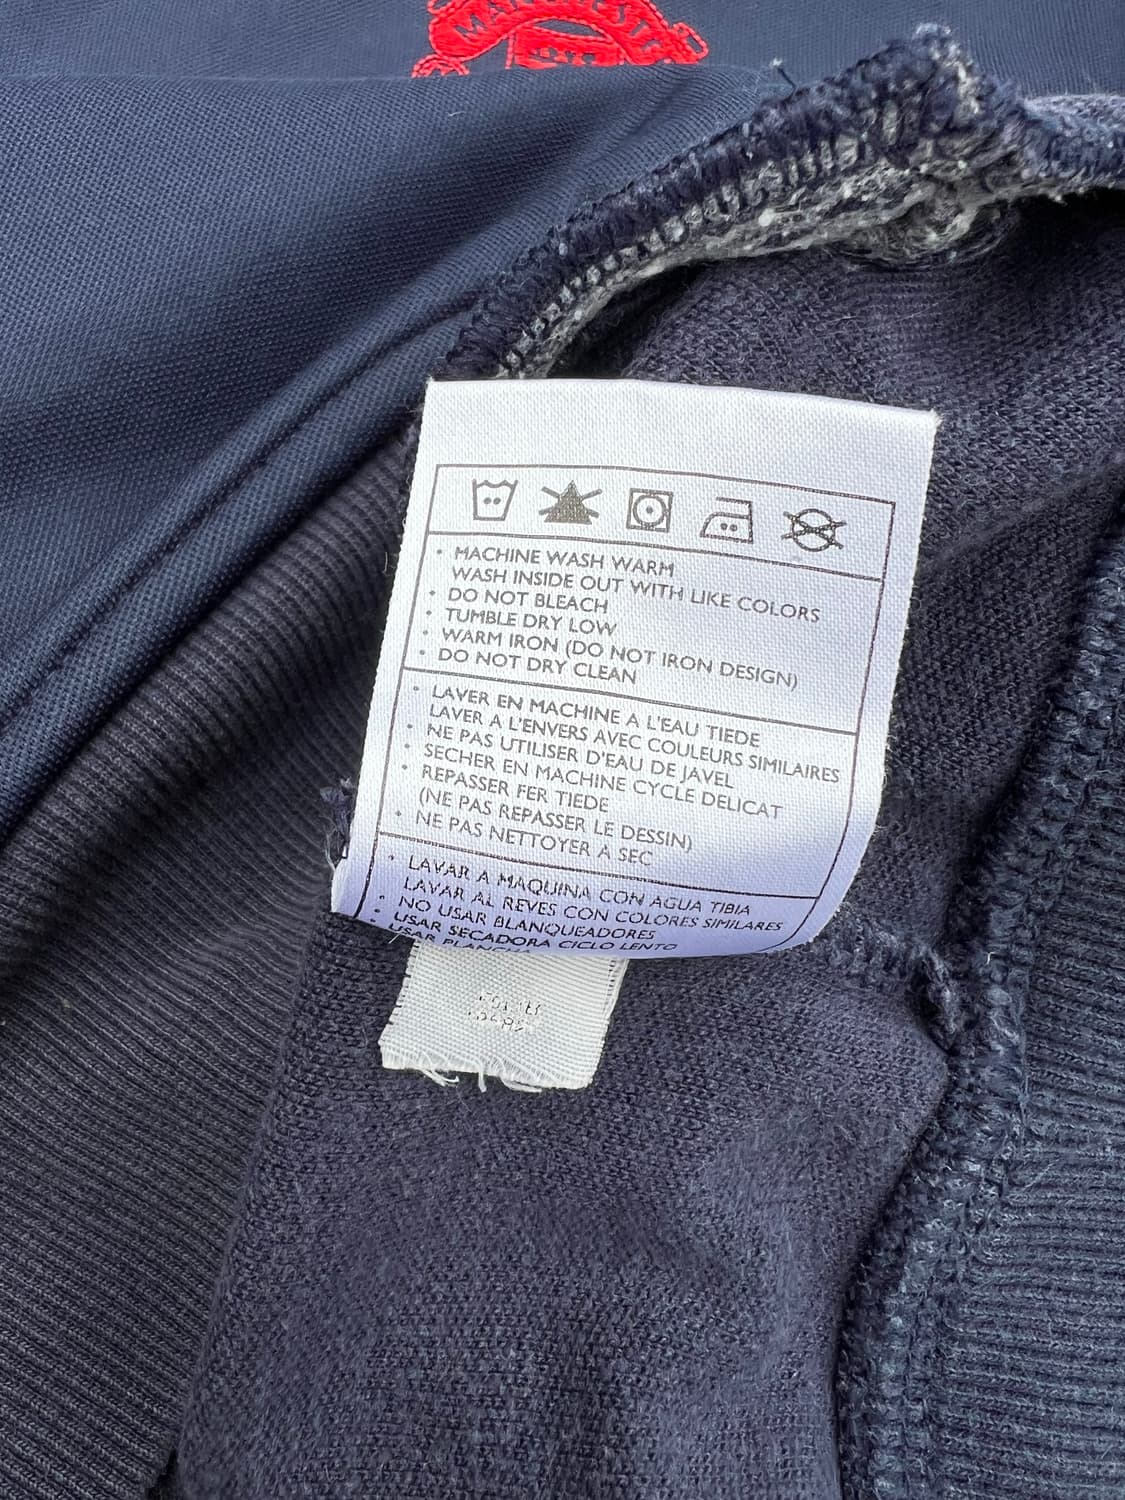 MANCHESTE
• MACHINE WASH WARM
WASH INSIDE OUT WITH LIKE COLORS
• DO NOT BLEACH
• TUMBLE DRY LOW
• WARM IRON (DO NOT IRON DESIGN)
• DO NOT DRY CLEAN
• LAVER EN MACHINE A L'EAU TIEDE
LAVER A L'ENVERS AVEC COULEURS SIMILAIRES
• NE PAS UTILISER D'EAU DE JAVEL
• SECHER EN MACHINE CYCLE DELICAT
• REPASSER FER TIEDE
(NE PAS REPASSER LE DESSIN)
• NE PAS NETTOYER A SEC
• LAVAR A MAQUINA CON AGUA TIBIA
LAVAR AL REVES CON COLORES SIMILARES
• NO USAR BLANQUEADORES
• USAR SECADORA CICLO LENTO
USAR PLANCHA